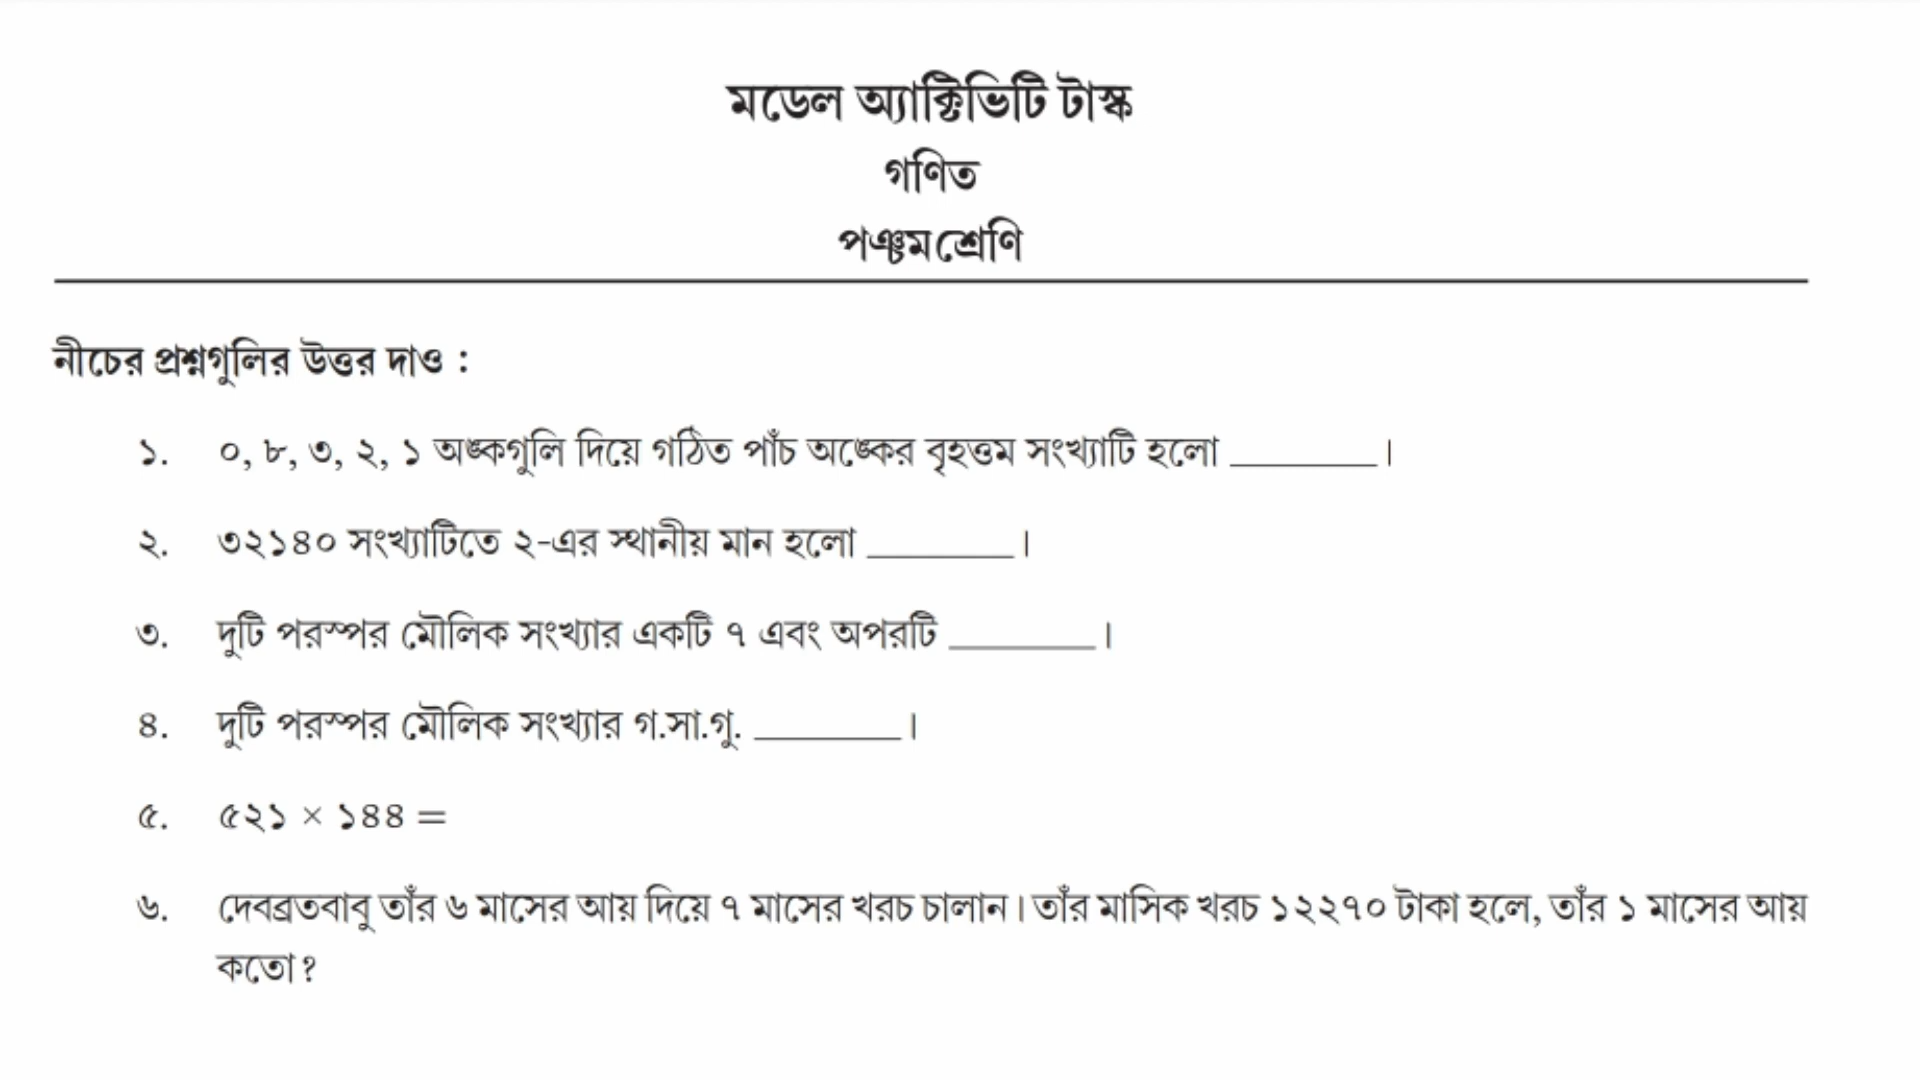 মডেল অ্যাক্টিভিটি টাস্ক
গণিত
পঞ্চম শ্রেণি
নীচের প্রশ্নগুলির উত্তর দাও :
১. ০, ৮, ৩, ২, ১ অঙ্কগুলি দিয়ে গঠিত পাঁচ অঙ্কের বৃহত্তম সংখ্যাটি হলো ________।
২. ৩২১৪০ সংখ্যাটিতে ২-এর স্থানীয় মান হলো ________।
৩. দুটি পরস্পর মৌলিক সংখ্যার একটি ৭ এবং অপরটি ________।
৪. দুটি পরস্পর মৌলিক সংখ্যার গ.সা.গু. ________।
৫. ৫২১ × ১৪৪ =
৬. দেবব্রতবাবু তাঁর ৬ মাসের আয় দিয়ে ৭ মাসের খরচ চালান। তাঁর মাসিক খরচ ১২২৭০ টাকা হলে, তাঁর ১ মাসের আয়
কতো?